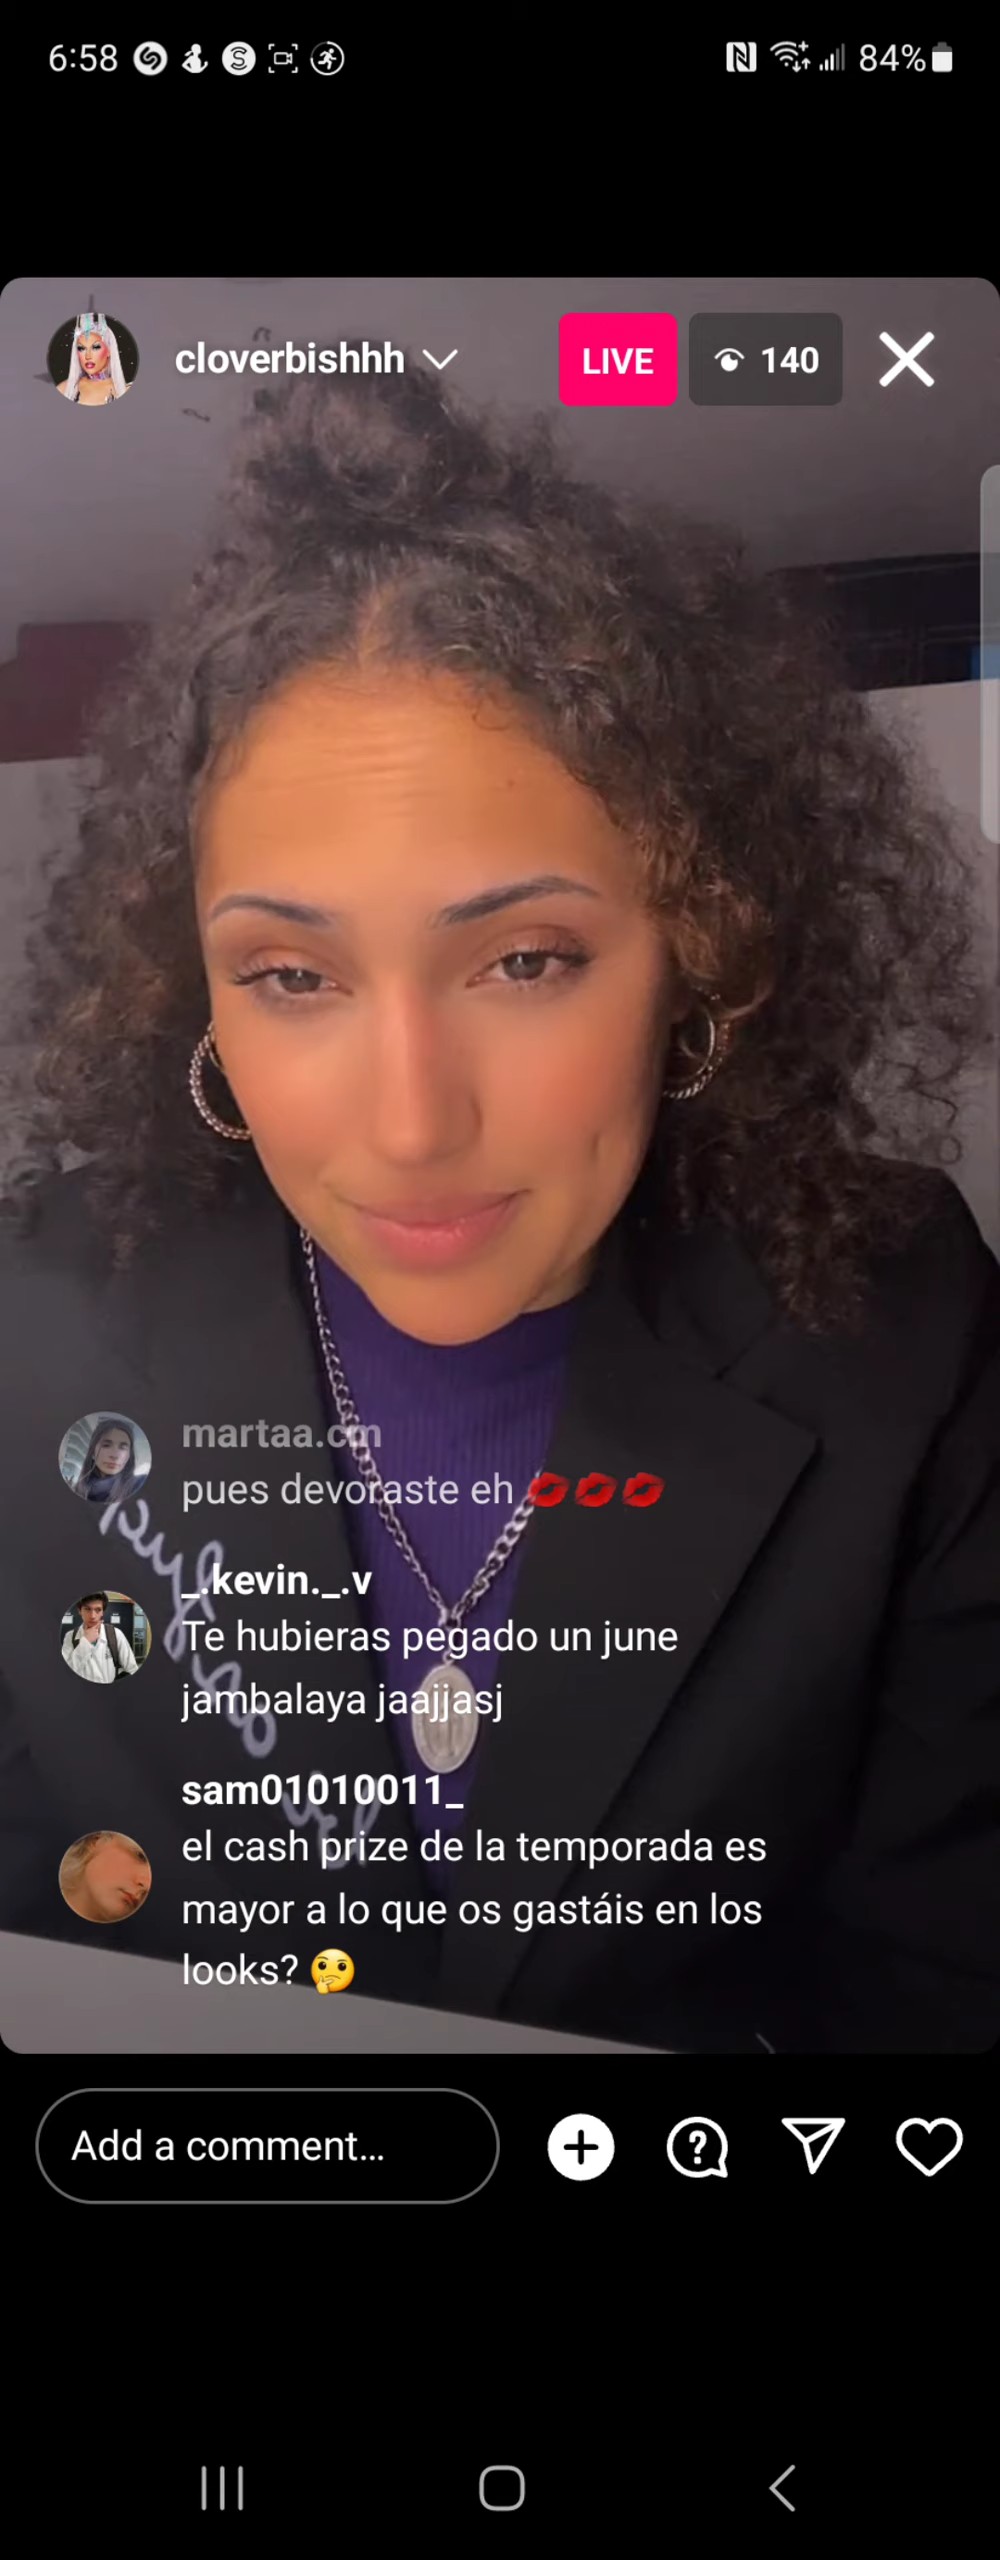 6:58
84%
cloverbishhh
LIVE
140
martaa.cm
pues devoraste eh 💋💋💋
_.kevin._.v
Te hubieras pegado un june
jambalaya jaajjasj
sam01010011_
el cash prize de la temporada es
mayor a lo que os gastáis en los
looks? 🤔
Add a comment...